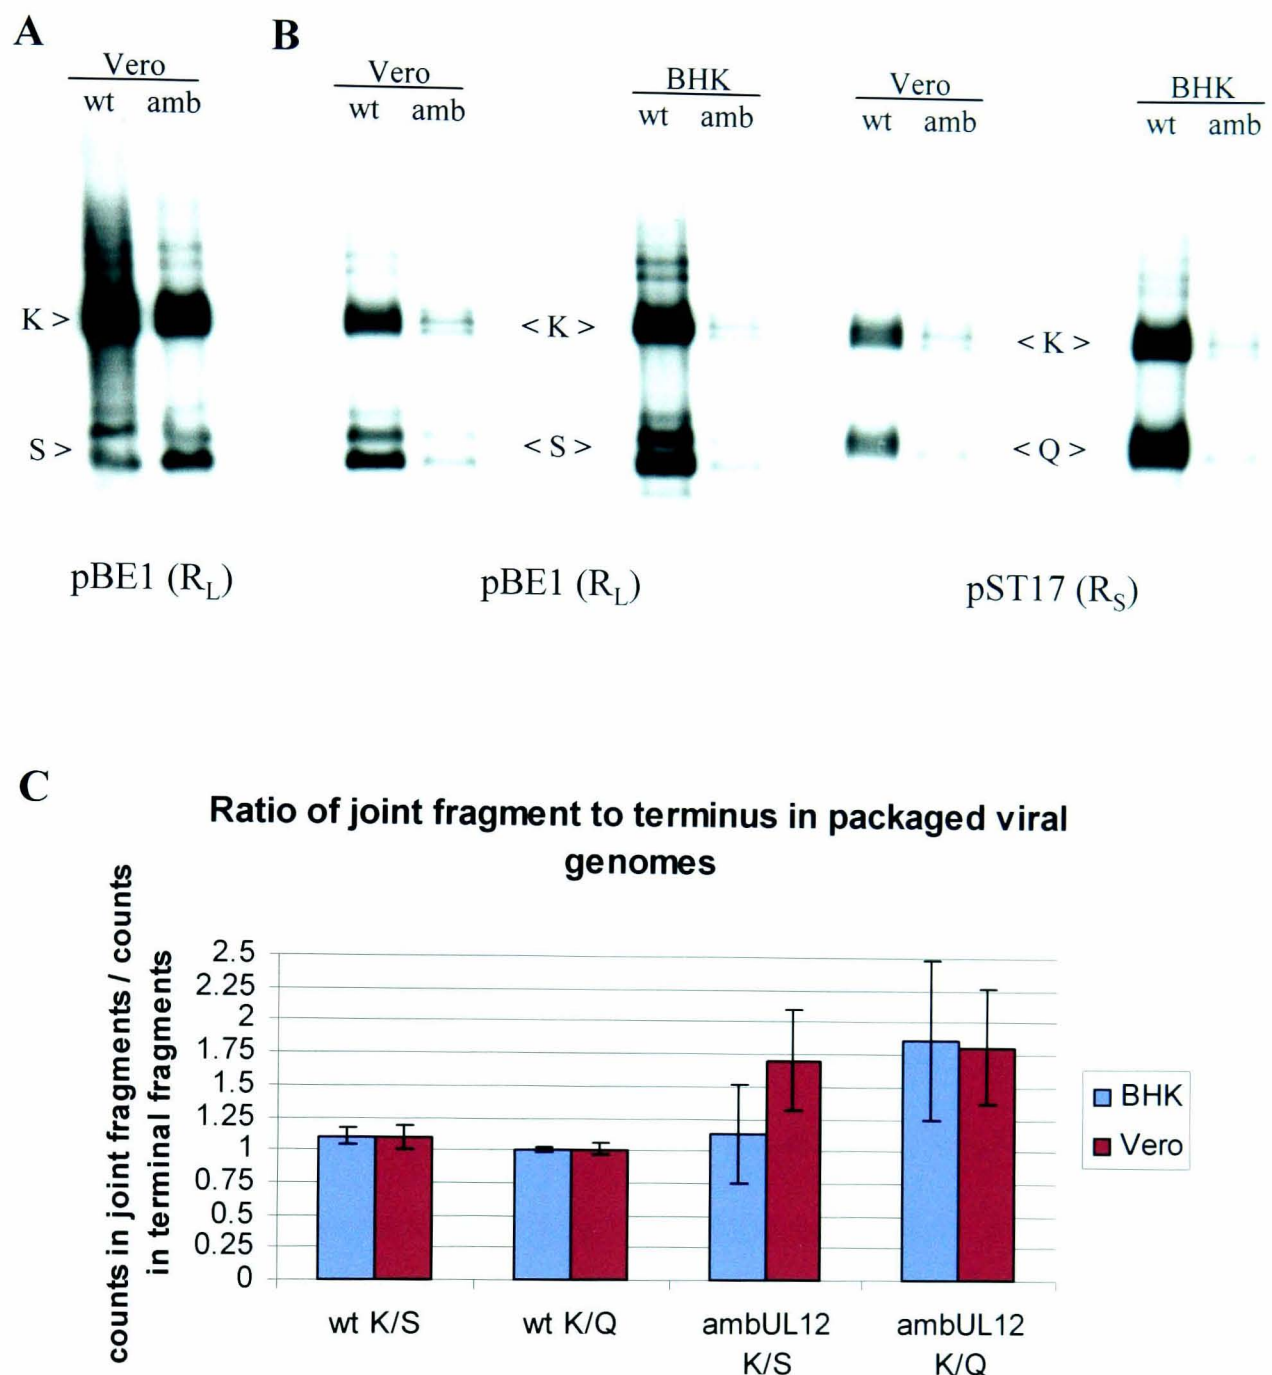 A
B
Vero
wt amb
Vero
wt amb
BHK
wt amb
Vero
wt amb
BHK
wt amb
K >
< K >
< K >
S >
< S >
< Q >
pBE1 (RL)
pBE1 (RL)
pST17 (RS)
C
Ratio of joint fragment to terminus in packaged viral
genomes
counts in joint fragments / counts
in terminal fragments
2.5
2.25
2
1.75
1.5
1.25
1
0.75
0.5
0.25
0
wt K/S
wt K/Q
ambUL12
K/S
ambUL12
K/Q
BHK
Vero